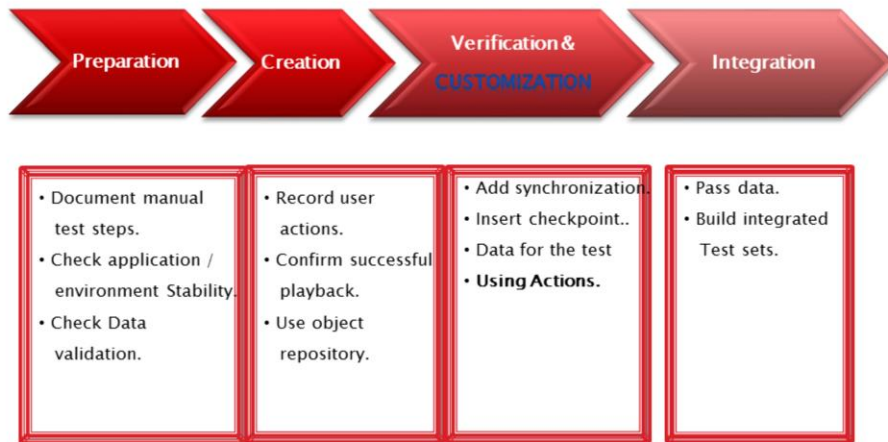 Preparation
Creation
Verification &
CUSTOMIZATION
Integration
• Document manual
test steps.
• Check application /
environment Stability.
• Check Data
validation.
• Record user
actions.
• Confirm successful
playback.
• Use object
repository.
• Add synchronization.
• Insert checkpoint..
• Data for the test
• Using Actions.
• Pass data.
• Build integrated
Test sets.